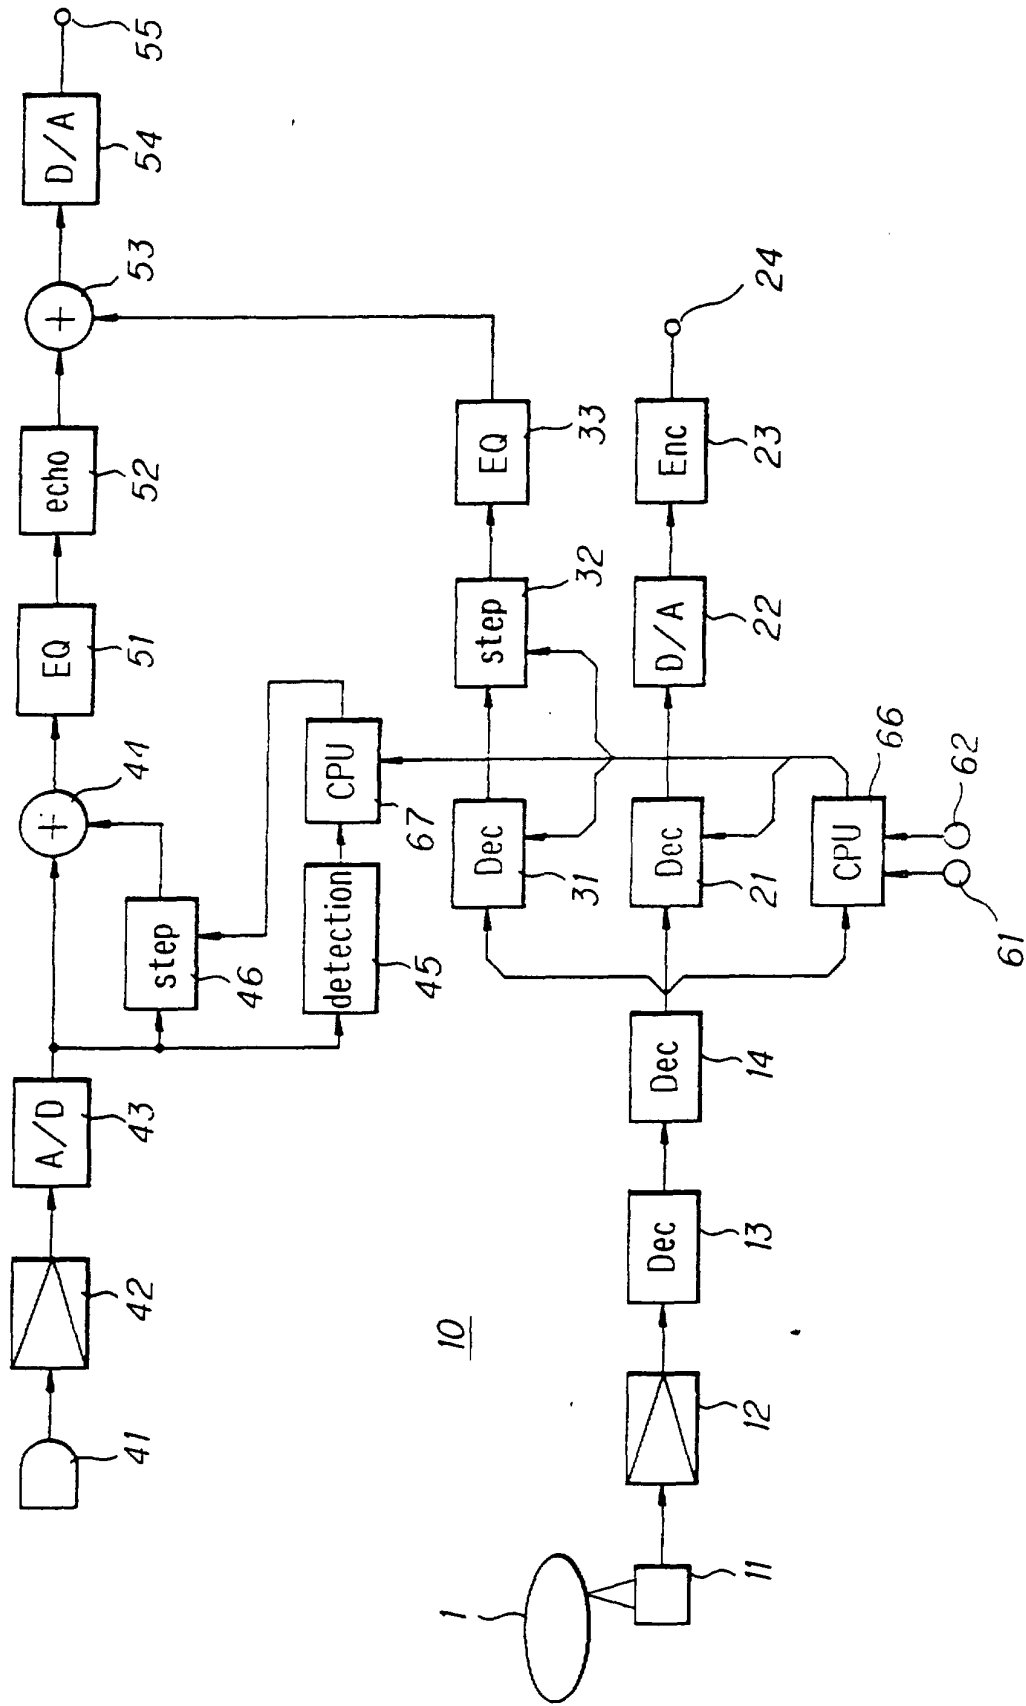 41
42
A/D
43
44
EQ
51
echo
52
53
D/A
54
55
step
46
detection
45
CPU
67
10
Dec
31
step
32
EQ
33
1
11
12
Dec
13
Dec
14
Dec
21
D/A
22
Enc
23
24
CPU
66
61
62